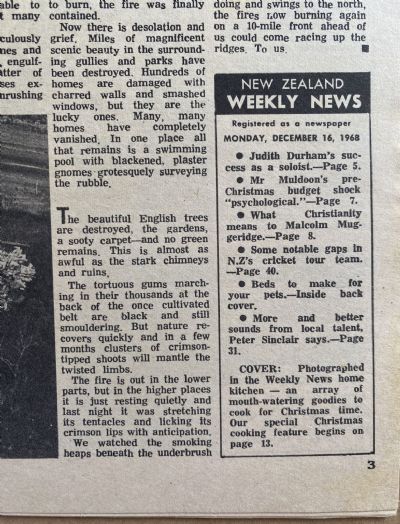 able to
t many
culously
nes and
engulf-
atter of
ses ex-
nrushing
to burn, the fire was finally
contained.
Now there is desolation and
grief. Miles of magnificent
scenic beauty in the surround-
ing gullies and parks have
been destroyed. Hundreds of
homes are damaged with
charred walls and smashed
windows, but they are the
lucky ones. Many, many
homes have completely
vanished. In one place all
that remains is a swimming
pool with blackened, plaster
gnomes grotesquely surveying
the rubble.
The beautiful English trees
are destroyed, the gardens,
a sooty carpet—and no green
remains. This is almost as
awful as the stark chimneys
and ruins.
The tortuous gums march-
ing in their thousands at the
back of the once cultivated
belt are black and still
smouldering. But nature re-
covers quickly and in a few
months clusters of crimson-
tipped shoots will mantle the
twisted limbs.
The fire is out in the lower
parts, but in the higher places
it is just resting quietly and
last night it was stretching
its tentacles and licking its
crimson lips with anticipation.
We watched the smoking
heaps beneath the underbrush
doing and swings to the north,
the fires now burning again
on a 10-mile front ahead of
us could come racing up the
ridges. To us.
NEW ZEALAND
WEEKLY NEWS
Registered as a newspaper
MONDAY, DECEMBER 16, 1968
● Judith Durham's suc-
cess as a soloist.—Page 5.
● Mr Muldoon's pre-
Christmas budget shock
"psychological."—Page 7.
● What Christianity
means to Malcolm Mug-
geridge.—Page 8.
● Some notable gaps in
N.Z's cricket tour team.
—Page 40.
● Beds to make for
your pets.—Inside back
cover.
● More and better
sounds from local talent,
Peter Sinclair says.—Page
31.
COVER: Photographed
in the Weekly News home
kitchen — an array of
mouth-watering goodies to
cook for Christmas time.
Our special Christmas
cooking feature begins on
page 13.
3